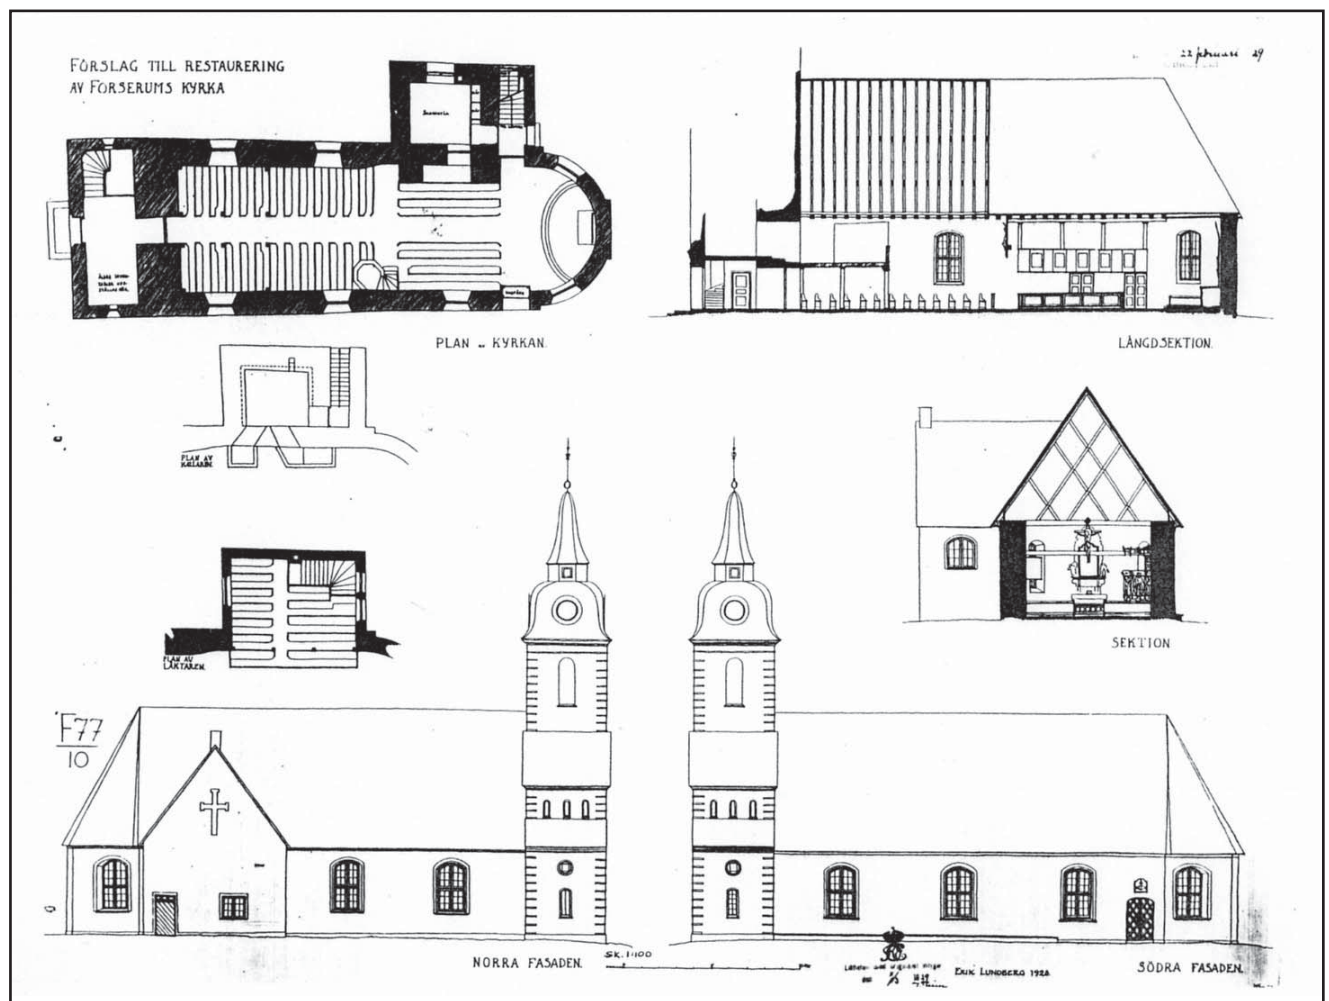 FÖRSLAG TILL RESTAURERING
AV FORSERUMS KYRKA
22 februari 29
PLAN AV KYRKAN.
LÄNGDSEKTION.
PLAN AV
KÄLLAREN
SEKTION
PLAN AV
LÄKTAREN
F77
10
NORRA FASADEN.
SK. 1:100
ERIK LUNDBERG 1928
SÖDRA FASADEN.